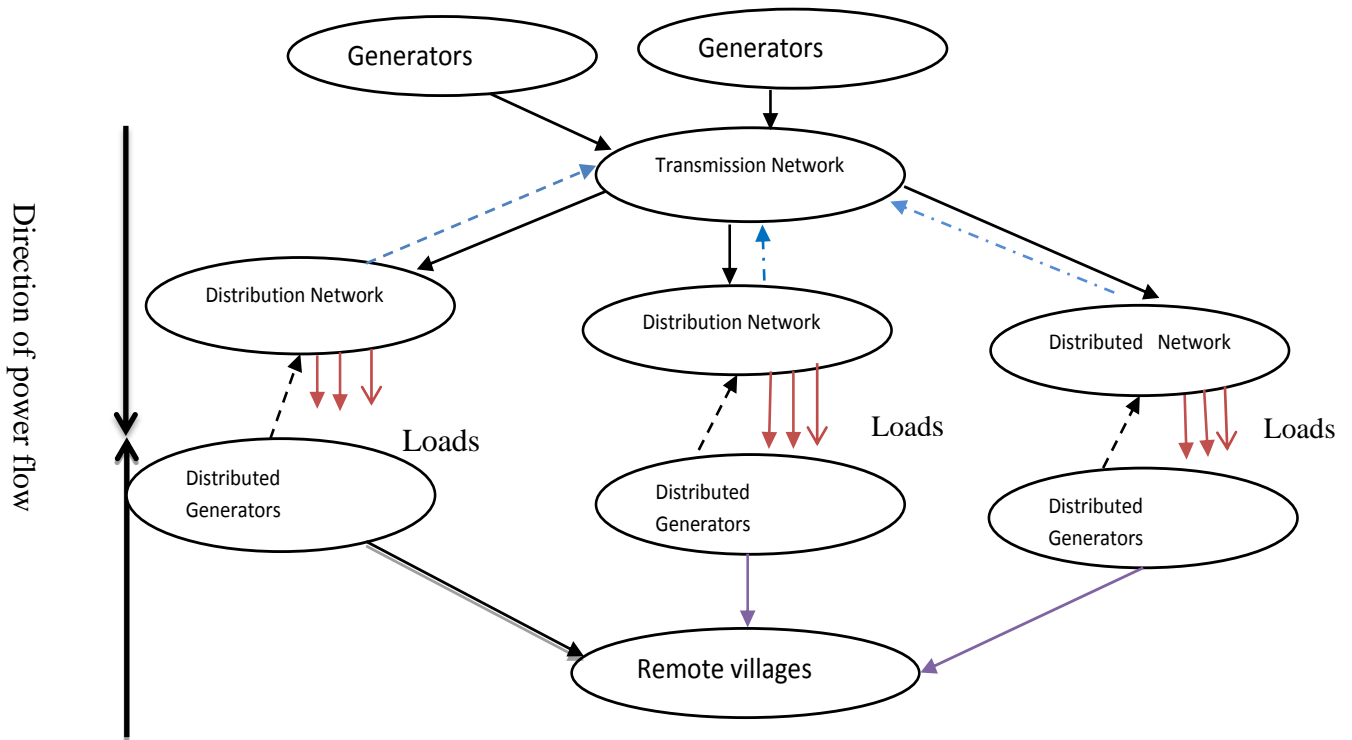 Generators
Generators
Transmission Network
Direction of power flow
Distribution Network
Distribution Network
Distributed Network
Loads
Loads
Loads
Distributed
Generators
Distributed
Generators
Distributed
Generators
Remote villages